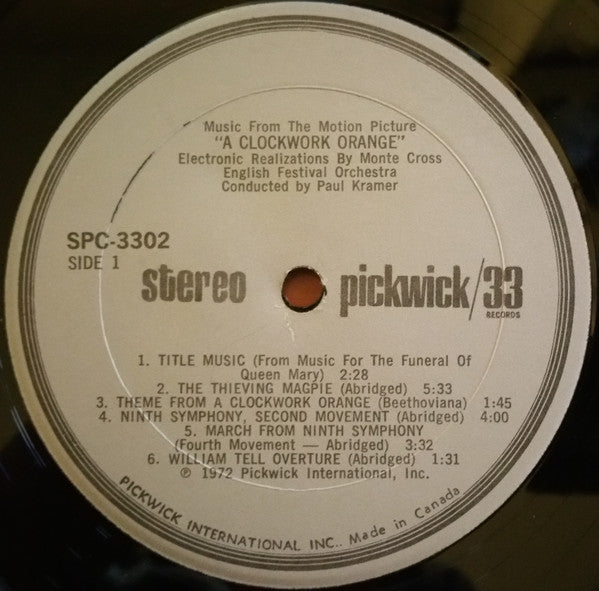 Music From The Motion Picture
"A CLOCKWORK ORANGE"
Electronic Realizations By Monte Cross
English Festival Orchestra
Conducted by Paul Kramer
SPC-3302
SIDE 1
stereo pickwick/33
RECORDS
1. TITLE MUSIC (From Music For The Funeral Of
Queen Mary) 2:28
2. THE THIEVING MAGPIE (Abridged) 5:33
3. THEME FROM A CLOCKWORK ORANGE (Beethoviana) 1:45
4. NINTH SYMPHONY, SECOND MOVEMENT (Abridged) 4:00
5. MARCH FROM NINTH SYMPHONY
(Fourth Movement — Abridged) 3:32
6. WILLIAM TELL OVERTURE (Abridged) 1:31
℗ 1972 Pickwick International, Inc.
PICKWICK INTERNATIONAL INC.. Made in Canada